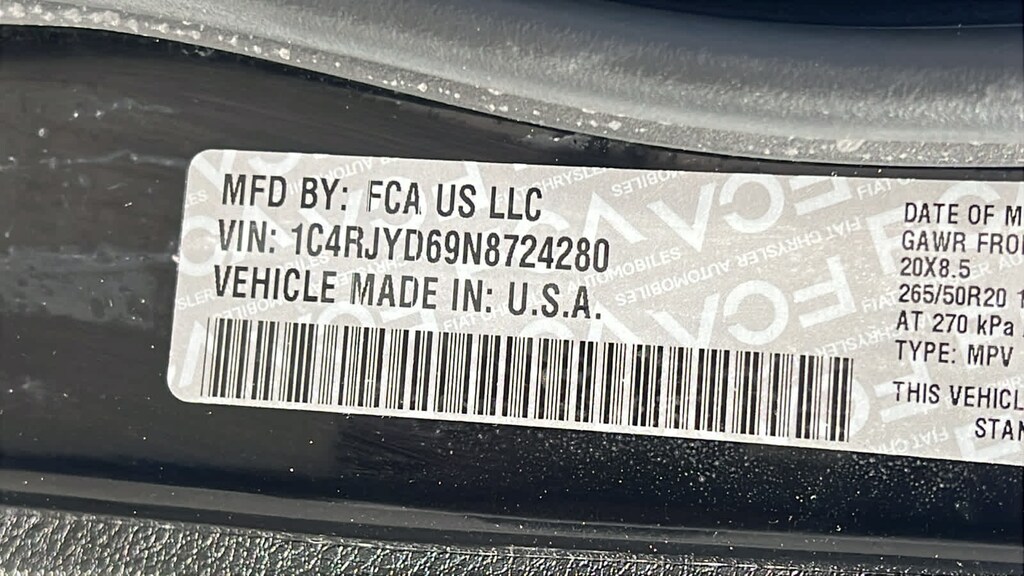 MFD BY: FCA US LLC
VIN: 1C4RJYD69N8724280
VEHICLE MADE IN: U.S.A.
DATE OF M
GAWR FRO
20X8.5
265/50R20 1
AT 270 kPa
TYPE: MPV
THIS VEHICL
STAN